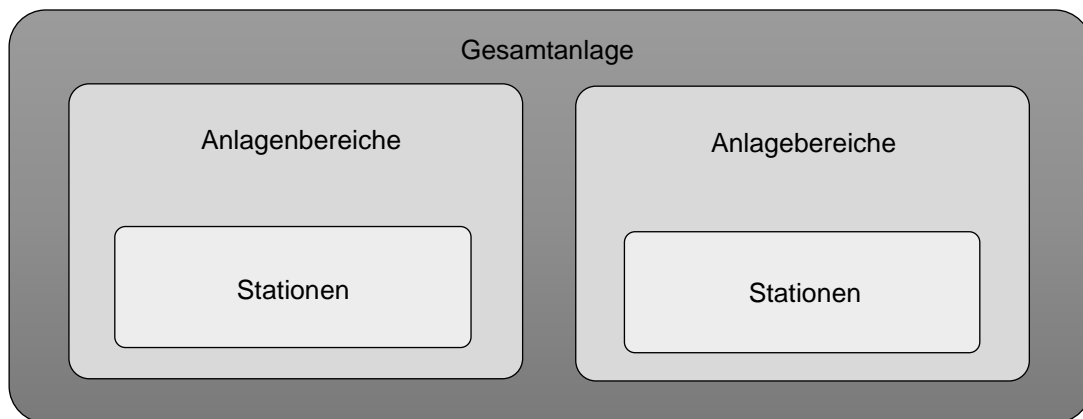 Gesamtanlage
Anlagenbereiche
Anlagebereiche
Stationen
Stationen